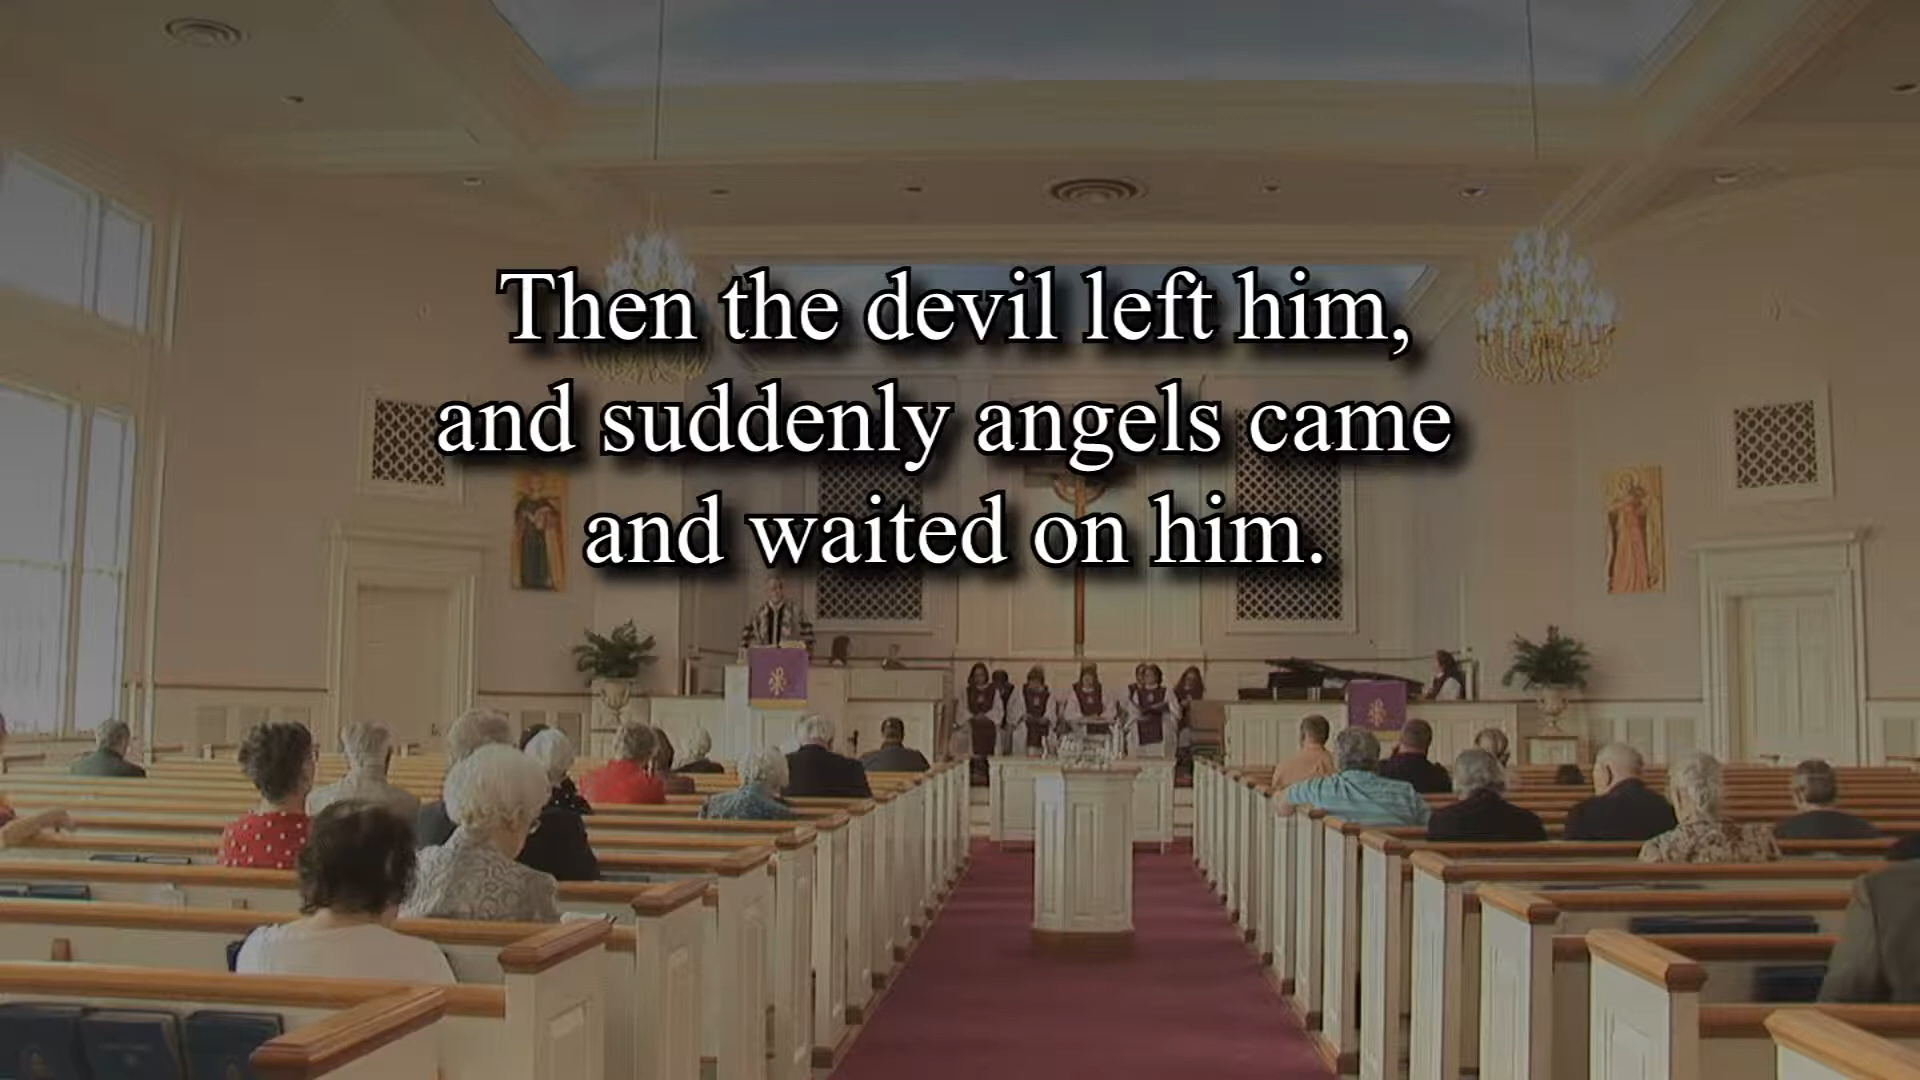 Then the devil left him,
and suddenly angels came
and waited on him.